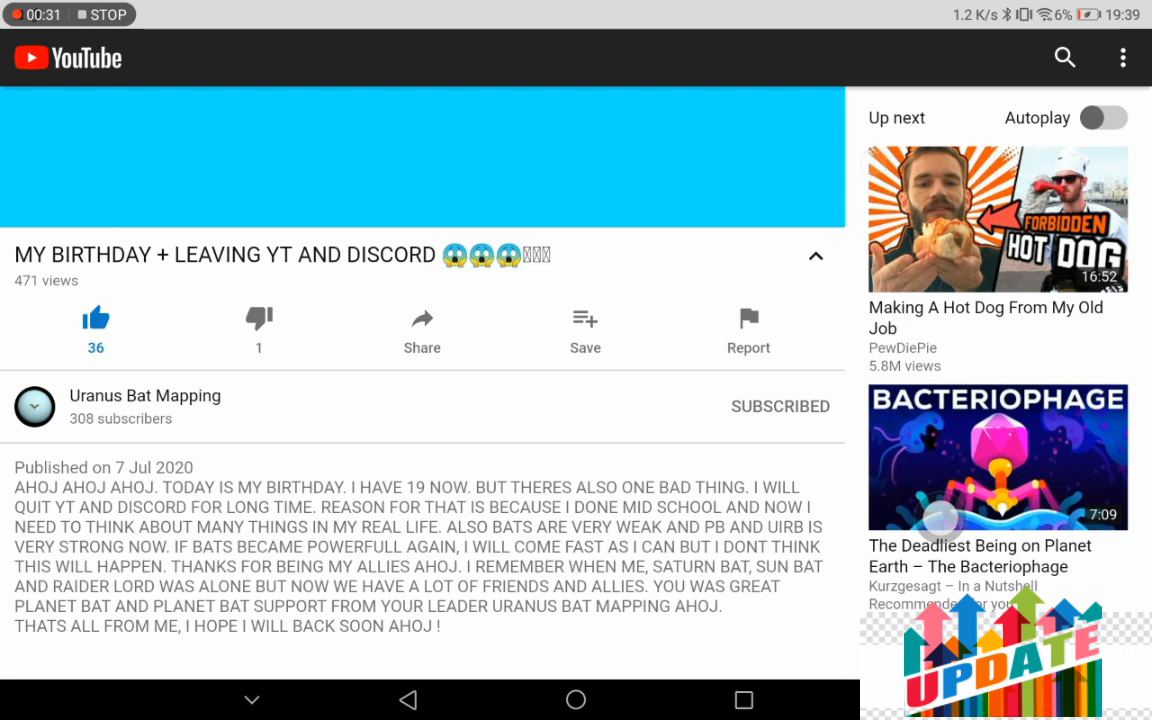 00:31 STOP 1.2 K/s 6% 19:39
YouTube
Up next Autoplay
FORBIDDEN
HOT DOG
16:52
Making A Hot Dog From My Old
Job
PewDiePie
5.8M views
MY BIRTHDAY + LEAVING YT AND DISCORD 😱😱😱
471 views
36 1 Share Save Report
Uranus Bat Mapping
308 subscribers
SUBSCRIBED
Published on 7 Jul 2020
AHOJ AHOJ AHOJ. TODAY IS MY BIRTHDAY. I HAVE 19 NOW. BUT THERES ALSO ONE BAD THING. I WILL
QUIT YT AND DISCORD FOR LONG TIME. REASON FOR THAT IS BECAUSE I DONE MID SCHOOL AND NOW I
NEED TO THINK ABOUT MANY THINGS IN MY REAL LIFE. ALSO BATS ARE VERY WEAK AND PB AND UIRB IS
VERY STRONG NOW. IF BATS BECAME POWERFULL AGAIN, I WILL COME FAST AS I CAN BUT I DONT THINK
THIS WILL HAPPEN. THANKS FOR BEING MY ALLIES AHOJ. I REMEMBER WHEN ME, SATURN BAT, SUN BAT
AND RAIDER LORD WAS ALONE BUT NOW WE HAVE A LOT OF FRIENDS AND ALLIES. YOU WAS GREAT
PLANET BAT AND PLANET BAT SUPPORT FROM YOUR LEADER URANUS BAT MAPPING AHOJ.
THATS ALL FROM ME, I HOPE I WILL BACK SOON AHOJ !
BACTERIOPHAGE
7:09
The Deadliest Being on Planet
Earth – The Bacteriophage
Kurzgesagt – In a Nutshell
Recommended for you
UPDATE